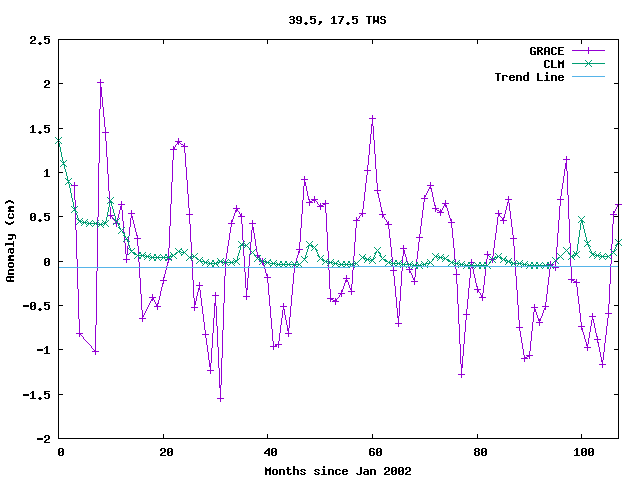 39.5, 17.5 TWS
GRACE
CLM
Trend Line
Anomaly (cm)
2.5
2
1.5
1
0.5
0
-0.5
-1
-1.5
-2
0 20 40 60 80 100
Months since Jan 2002